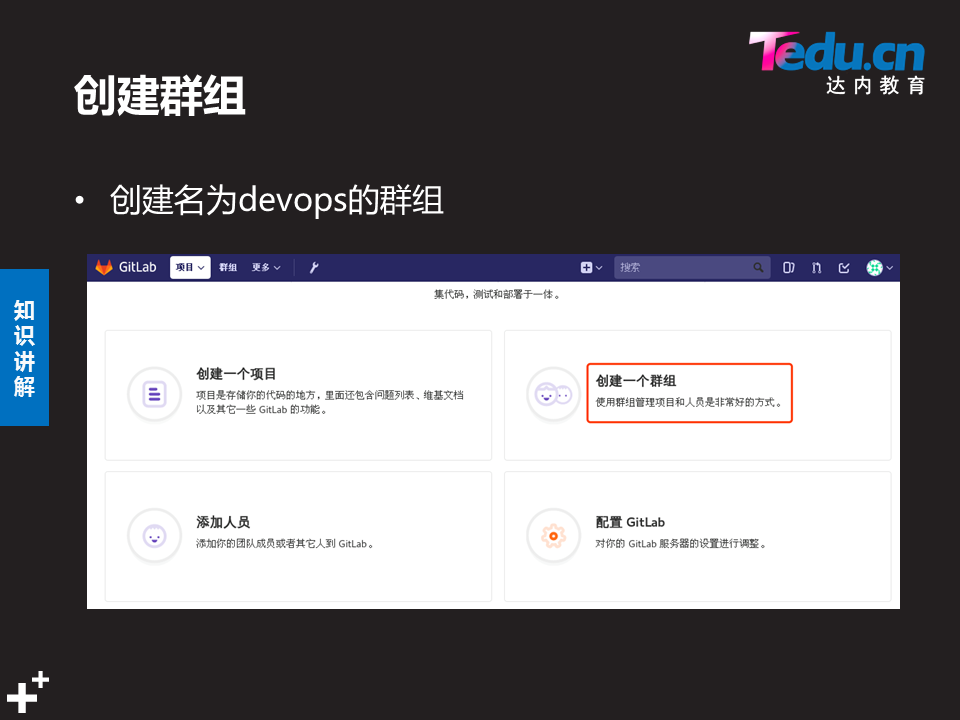 Tedu.cn
达内教育
创建群组
• 创建名为devops的群组
知识讲解
GitLab 项目 群组 更多 搜索
集代码，测试和部署于一体。
创建一个项目
项目是存储你的代码的地方，里面还包含问题列表、维基文档
以及其它一些 GitLab 的功能。
创建一个群组
使用群组管理项目和人员是非常好的方式。
添加人员
添加你的团队成员或者其它人到 GitLab。
配置 GitLab
对你的 GitLab 服务器的设置进行调整。